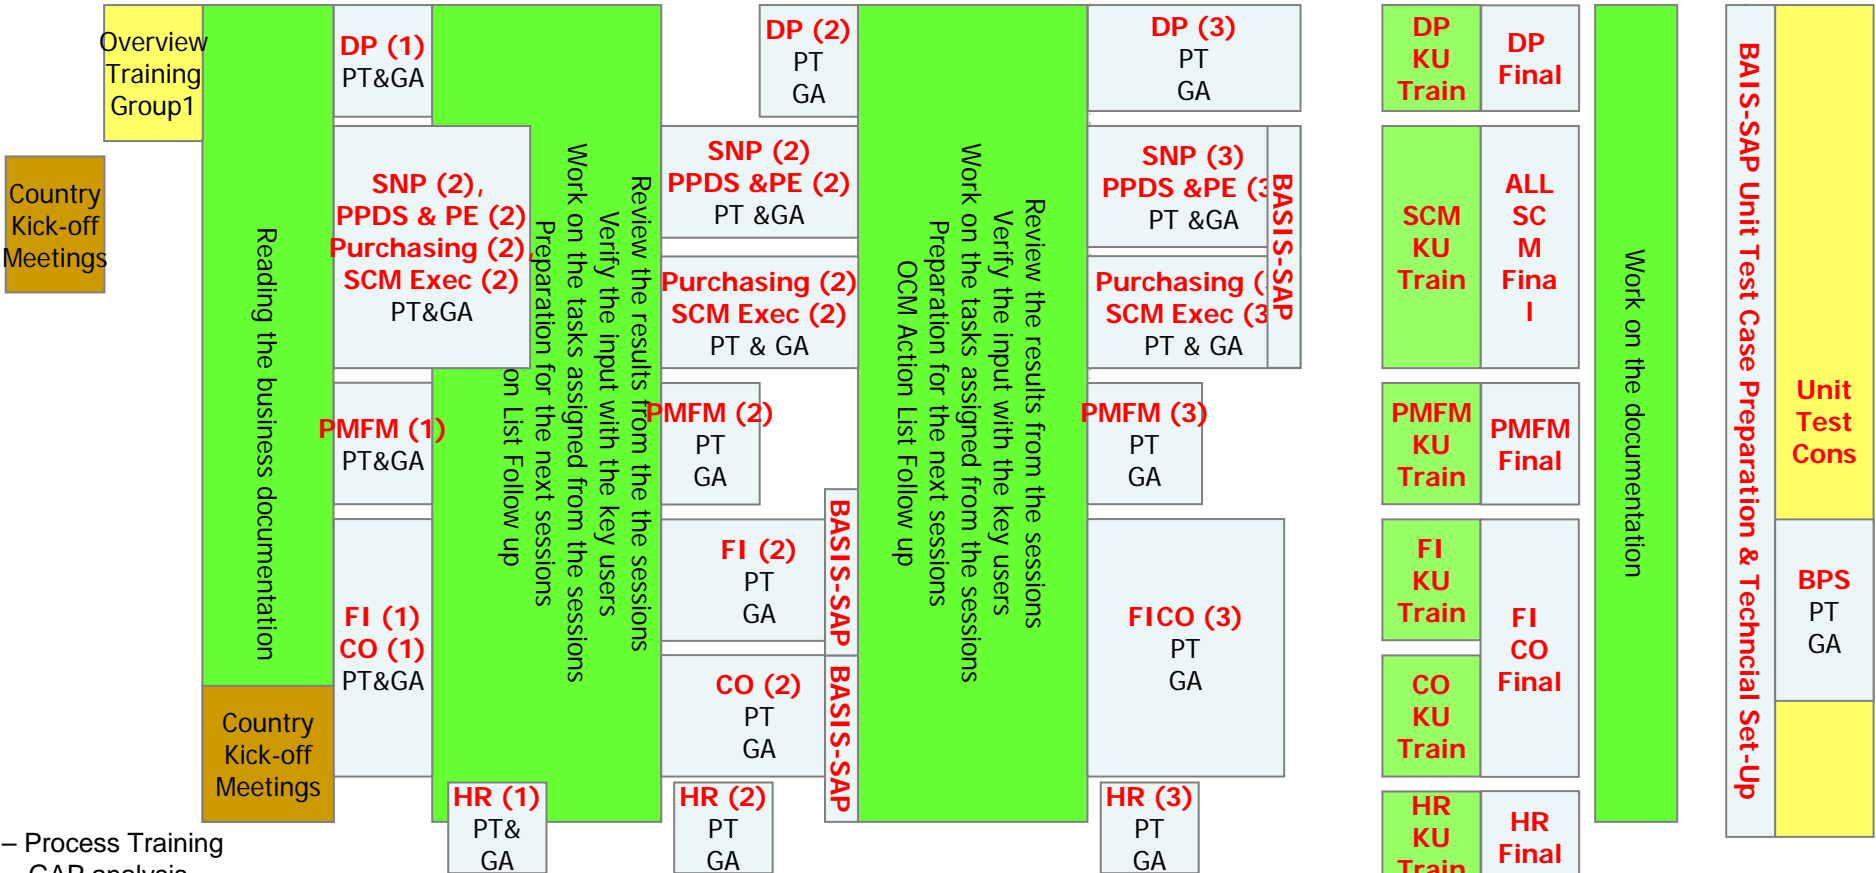 Overview
Training
Group1
Country
Kick-off
Meetings
Reading the business documentation
Country
Kick-off
Meetings
DP (1)
PT&GA
SNP (2),
PPDS & PE (2)
Purchasing (2),
SCM Exec (2)
PT&GA
PMFM (1)
PT&GA
FI (1)
CO (1)
PT&GA
HR (1)
PT&
GA
Review the results from the the sessions
Verify the input with the key users
Work on the tasks assigned from the sessions
Preparation for the next sessions
on List Follow up
DP (2)
PT
GA
SNP (2)
PPDS &PE (2)
PT &GA
Purchasing (2)
SCM Exec (2)
PT & GA
PMFM (2)
PT
GA
FI (2)
PT
GA
BASIS-SAP
CO (2)
PT
GA
BASIS-SAP
HR (2)
PT
GA
Review the results from the sessions
Verify the input with the key users
Work on the tasks assigned from the sessions
Preparation for the next sessions
OCM Action List Follow up
DP (3)
PT
GA
SNP (3)
PPDS &PE (3
PT &GA
Purchasing (
SCM Exec (3
PT & GA
BASIS-SAP
PMFM (3)
PT
GA
FICO (3)
PT
GA
HR (3)
PT
GA
DP
KU
Train
DP
Final
SCM
KU
Train
ALL
SC
M
Fina
l
PMFM
KU
Train
PMFM
Final
FI
KU
Train
CO
KU
Train
FI
CO
Final
HR
KU
Train
HR
Final
Work on the documentation
BAIS-SAP Unit Test Case Preparation & Techncial Set-Up
Unit
Test
Cons
BPS
PT
GA
– Process Training
GAP analysis